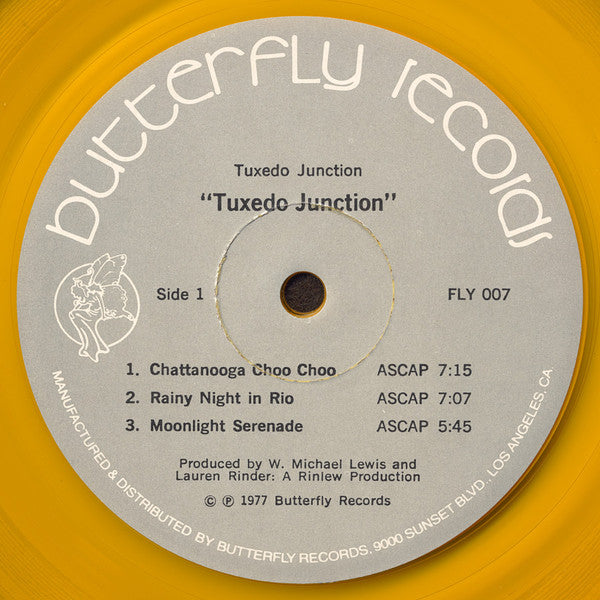 butterfly records
Tuxedo Junction
"Tuxedo Junction"
Side 1
FLY 007
1. Chattanooga Choo Choo ASCAP 7:15
2. Rainy Night in Rio ASCAP 7:07
3. Moonlight Serenade ASCAP 5:45
Produced by W. Michael Lewis and
Lauren Rinder: A Rinlew Production
© ℗ 1977 Butterfly Records
MANUFACTURED & DISTRIBUTED BY BUTTERFLY RECORDS, 9000 SUNSET BLVD., LOS ANGELES, CA.